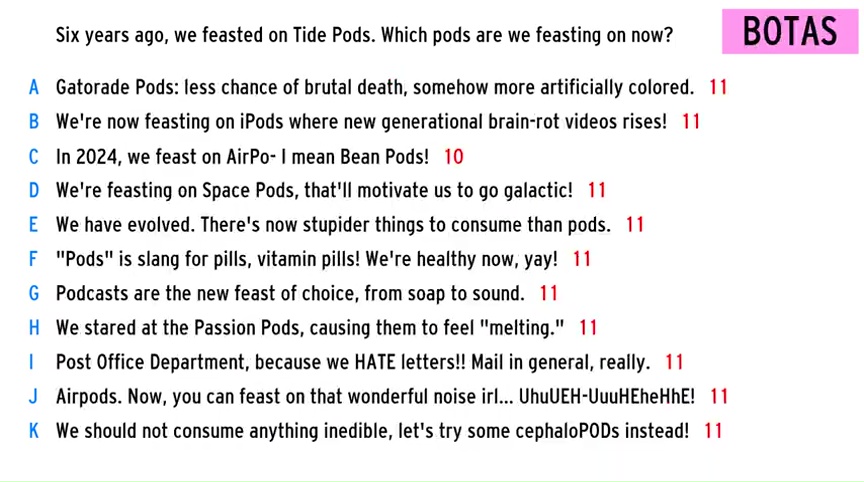 Six years ago, we feasted on Tide Pods. Which pods are we feasting on now?
BOTAS
A Gatorade Pods: less chance of brutal death, somehow more artificially colored. 11
B We're now feasting on iPods where new generational brain-rot videos rises! 11
C In 2024, we feast on AirPo- I mean Bean Pods! 10
D We're feasting on Space Pods, that'll motivate us to go galactic! 11
E We have evolved. There's now stupider things to consume than pods. 11
F "Pods" is slang for pills, vitamin pills! We're healthy now, yay! 11
G Podcasts are the new feast of choice, from soap to sound. 11
H We stared at the Passion Pods, causing them to feel "melting." 11
I Post Office Department, because we HATE letters!! Mail in general, really. 11
J Airpods. Now, you can feast on that wonderful noise irl... UhuUEH-UuuHEheHhE! 11
K We should not consume anything inedible, let's try some cephaloPODs instead! 11